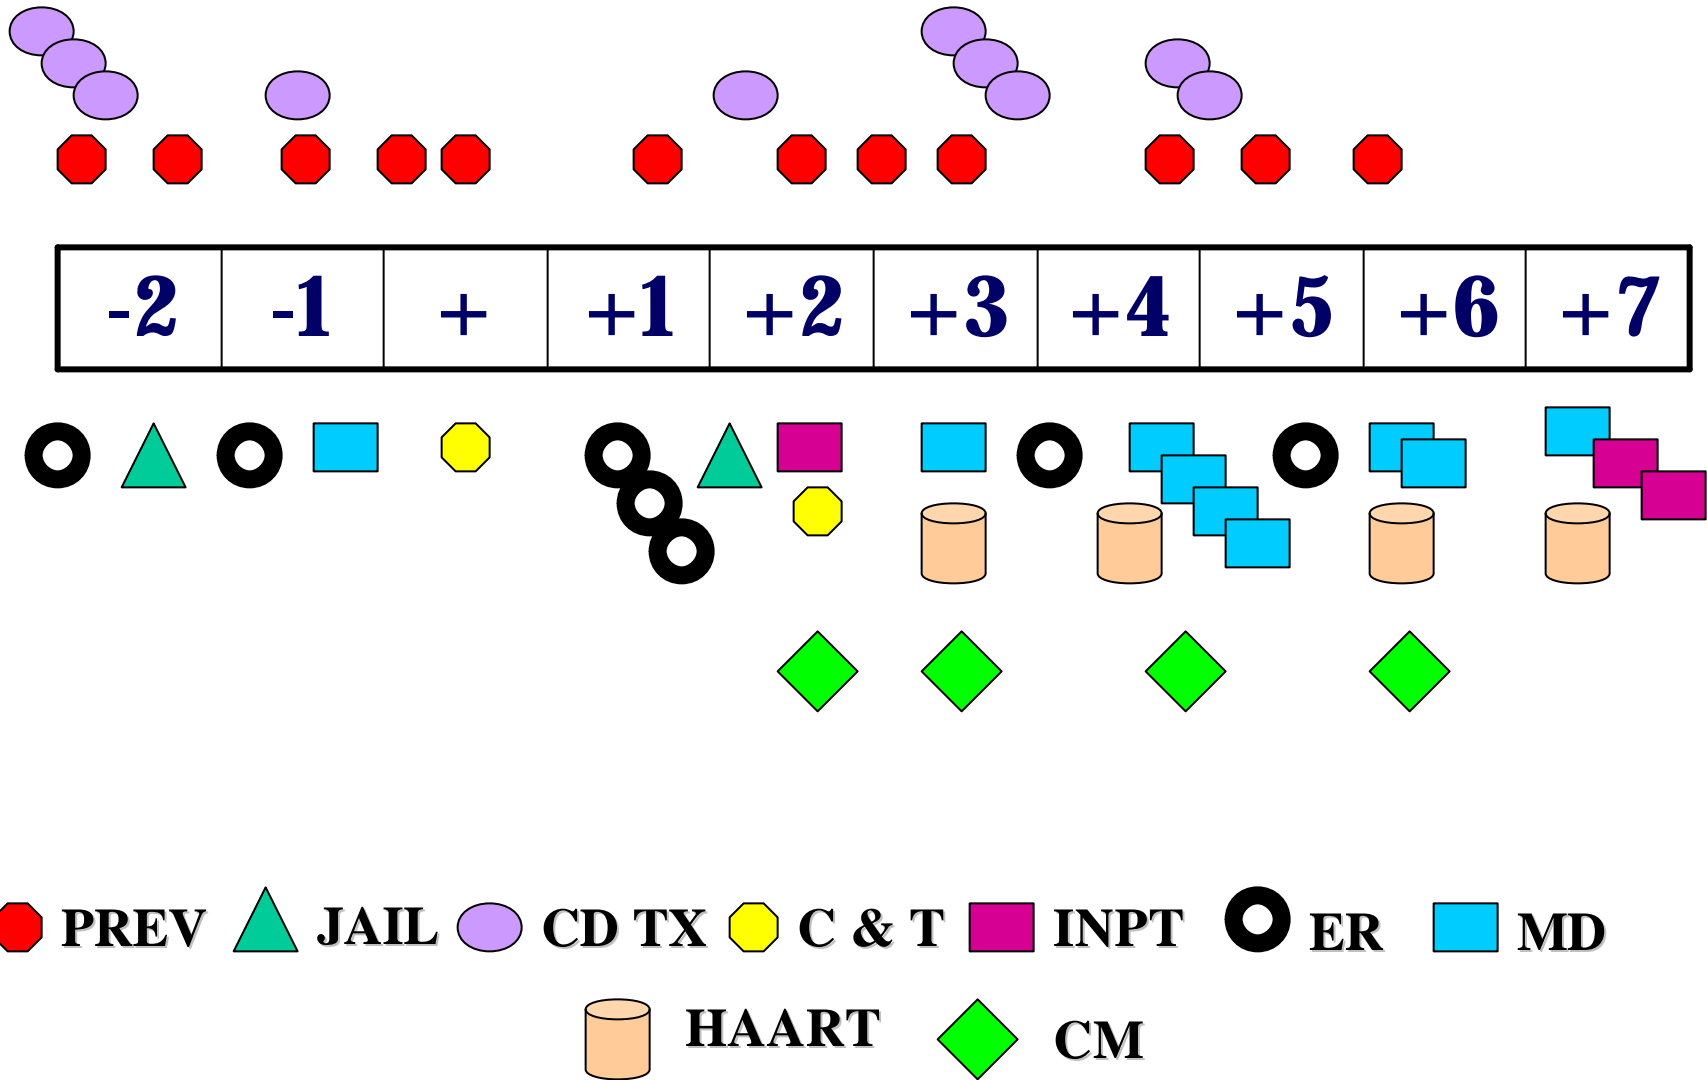 -2 -1 + +1 +2 +3 +4 +5 +6 +7
PREV JAIL CD TX C & T INPT ER MD
HAART CM